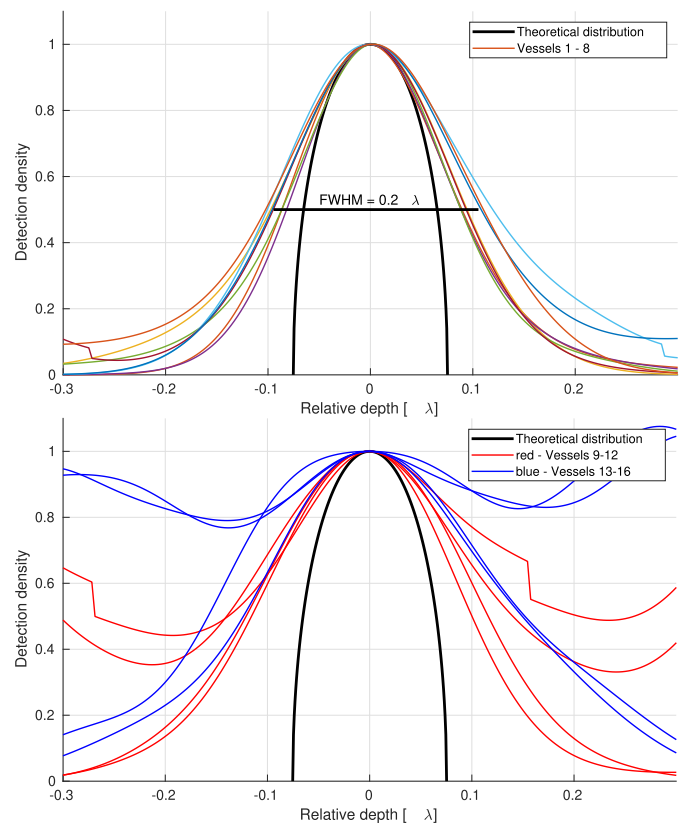 Theoretical distribution
Vessels 1 - 8
1
0.8
0.6
0.4
0.2
0
Detection density
FWHM = 0.2 λ
-0.3
-0.2
-0.1
0
0.1
0.2
Relative depth [ λ]
Theoretical distribution
red - Vessels 9-12
blue - Vessels 13-16
1
0.8
0.6
0.4
0.2
0
Detection density
-0.3
-0.2
-0.1
0
0.1
0.2
Relative depth [ λ]